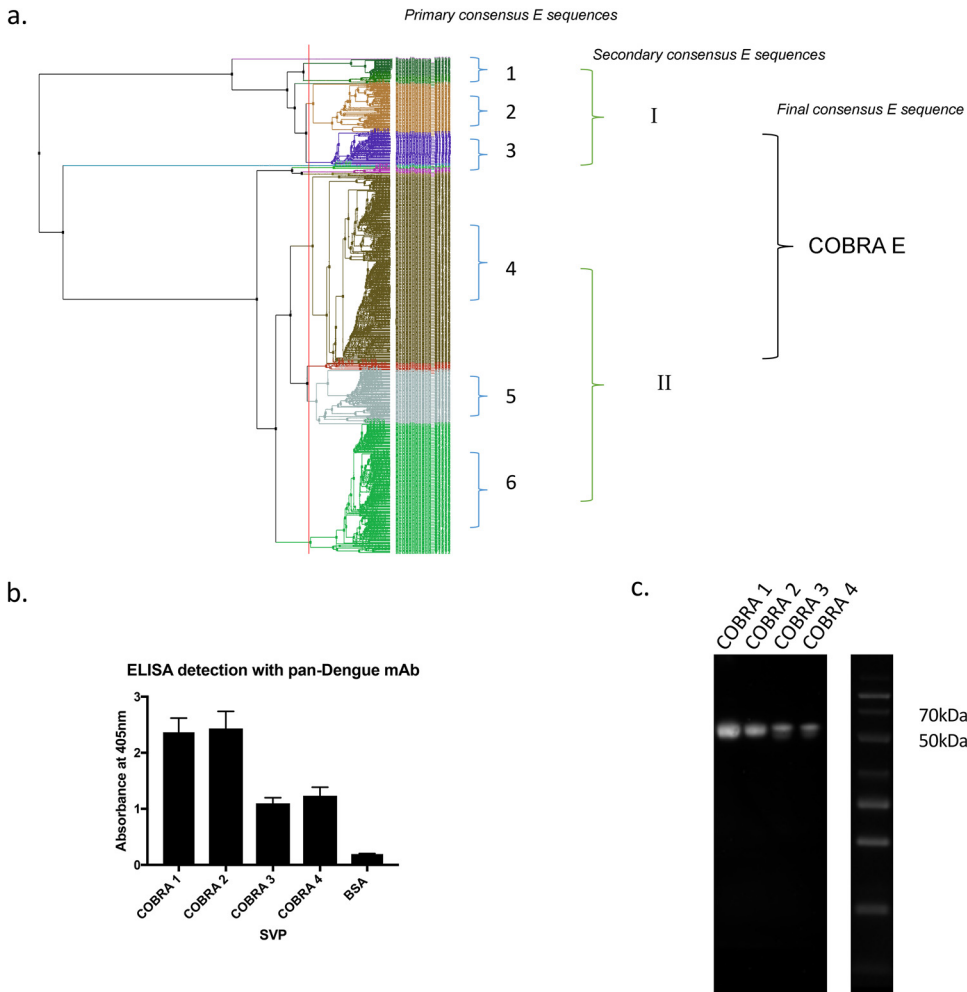 a.
Primary consensus E sequences
Secondary consensus E sequences
Final consensus E sequence
1
2
3
4
5
6
I
II
COBRA E
b.
ELISA detection with pan-Dengue mAb
Absorbance at 405nm
3
2
1
0
COBRA 1
COBRA 2
COBRA 3
COBRA 4
BSA
SVP
c.
COBRA 1
COBRA 2
COBRA 3
COBRA 4
70kDa
50kDa